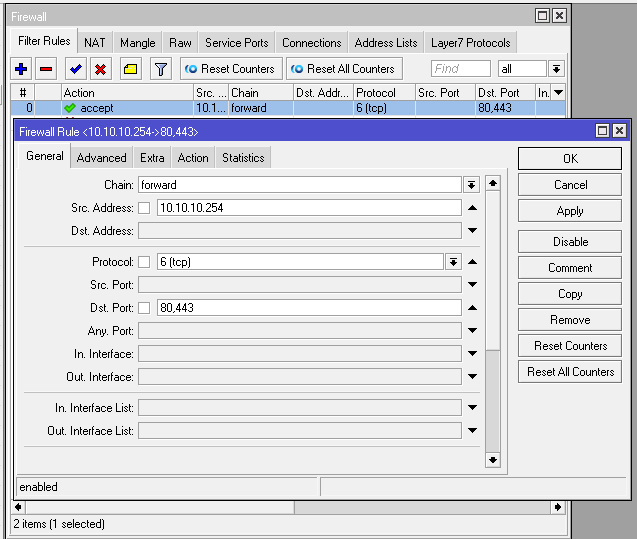 Firewall
Filter Rules NAT Mangle Raw Service Ports Connections Address Lists Layer7 Protocols
Reset Counters Reset All Counters Find all
# Action Src. ... Chain Dst. Addr... Protocol Src. Port Dst. Port In.
0 accept 10.1... forward 6 (tcp) 80,443
Firewall Rule <10.10.10.254->80,443>
General Advanced Extra Action Statistics
Chain: forward
Src. Address: 10.10.10.254
Dst. Address:
Protocol: 6 (tcp)
Src. Port:
Dst. Port: 80,443
Any. Port:
In. Interface:
Out. Interface:
In. Interface List:
Out. Interface List:
OK
Cancel
Apply
Disable
Comment
Copy
Remove
Reset Counters
Reset All Counters
enabled
2 items (1 selected)